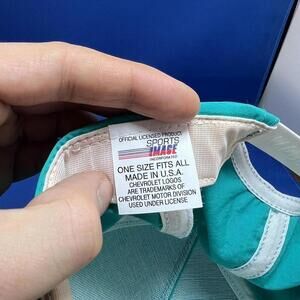 OFFICIAL LICENSED PRODUCT
SPORTS
IMAGE
INCORPORATED
ONE SIZE FITS ALL
MADE IN U.S.A.
CHEVROLET LOGOS
ARE TRADEMARKS OF
CHEVROLET MOTOR DIVISION
USED UNDER LICENSE